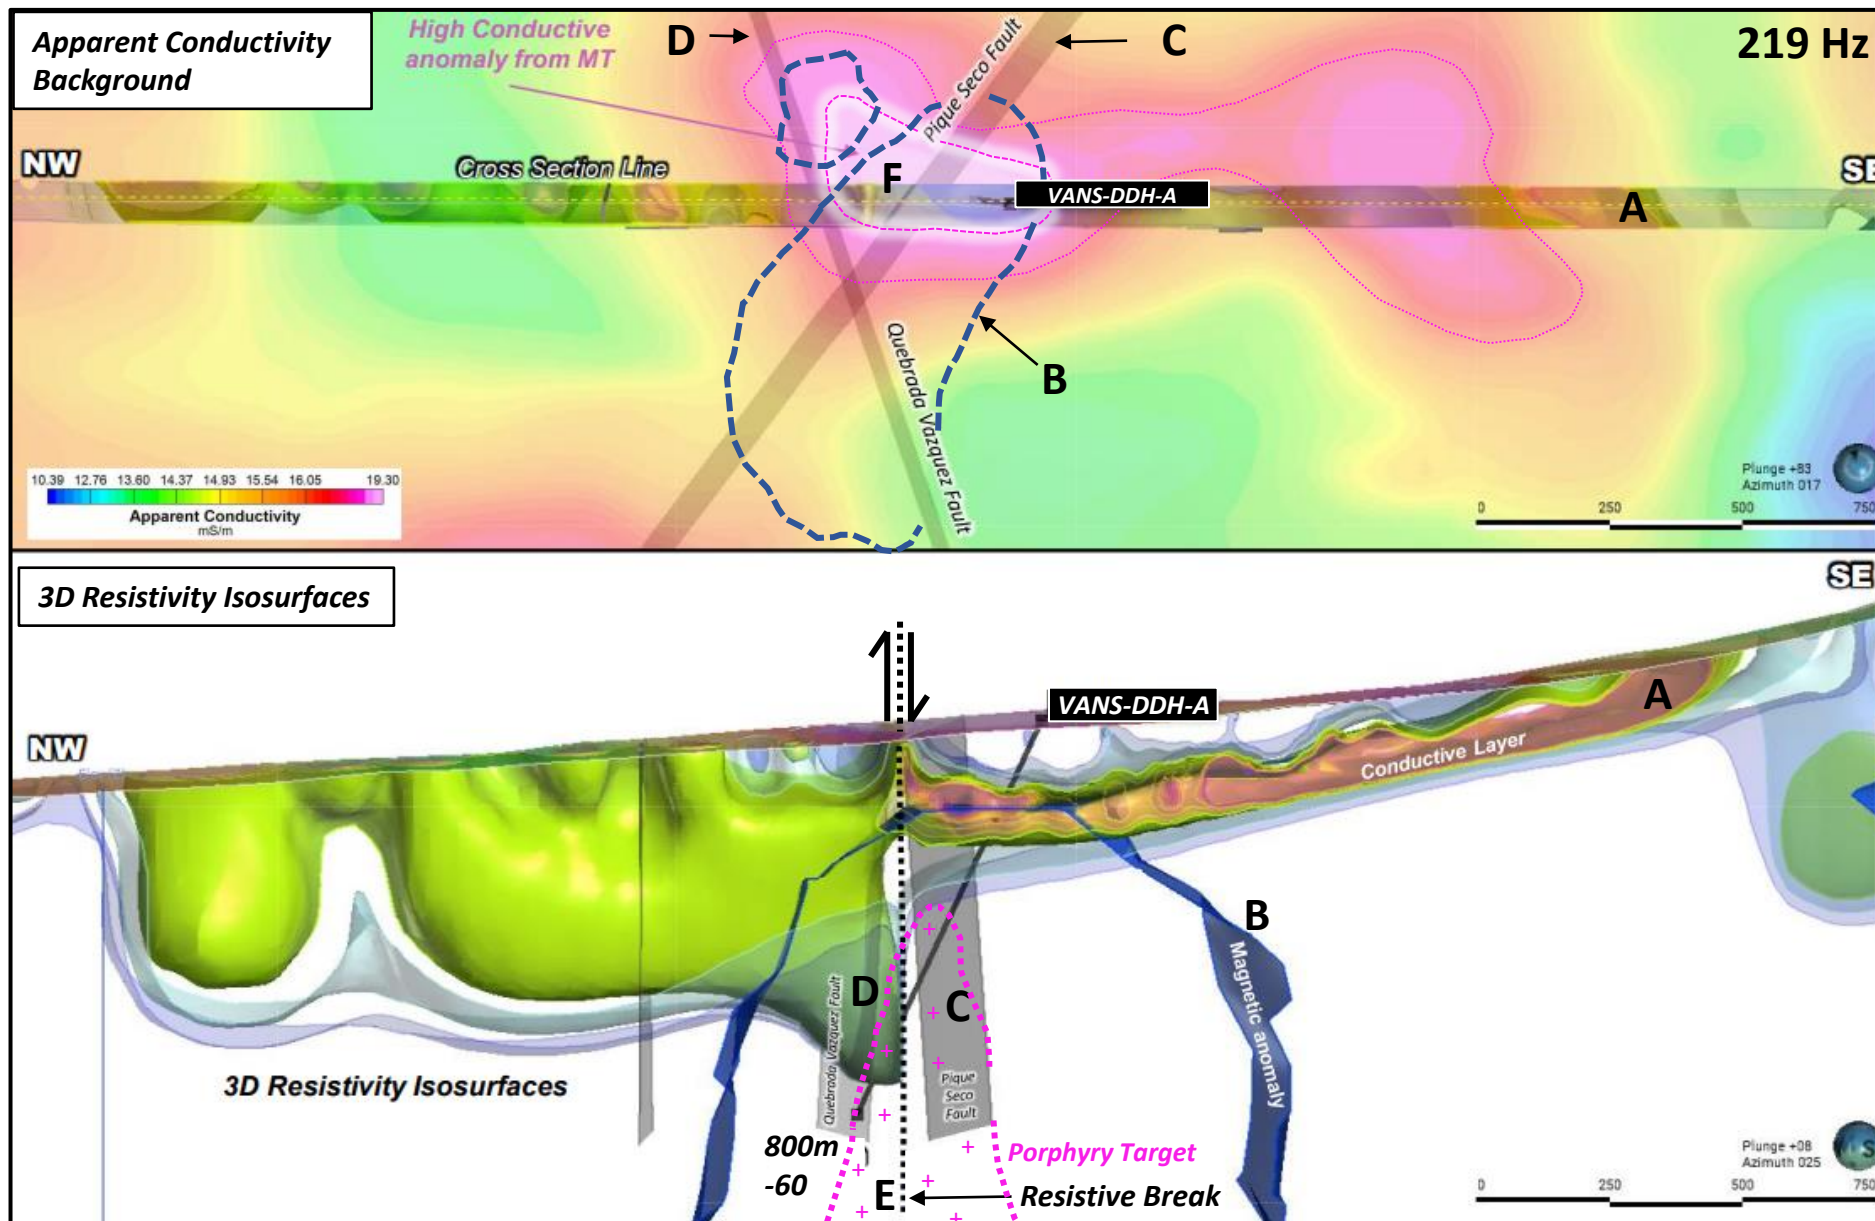 Apparent Conductivity
Background
High Conductive
anomaly from MT
D
C
219 Hz
Pique Seco Fault
NW
Cross Section Line
F
VANS-DDH-A
A
SE
B
Quebrada Vazquez Fault
10.39 12.76 13.60 14.37 14.93 15.54 16.05 19.30
Apparent Conductivity
mS/m
Plunge +83
Azimuth 017
0 250 500 750
3D Resistivity Isosurfaces
SE
NW
VANS-DDH-A
A
Conductive Layer
B
Magnetic anomaly
D
C
Quebrada Vazquez Fault
Pique
Seco
Fault
3D Resistivity Isosurfaces
800m
-60
Porphyry Target
E
Resistive Break
Plunge +08
Azimuth 025
S
0 250 500 750